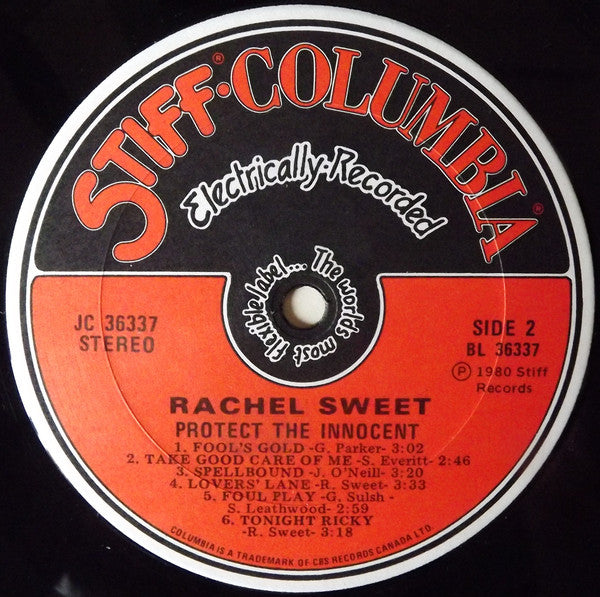 STIFF®·COLUMBIA®
Electrically·Recorded
The worlds most flexible label...
JC 36337
STEREO
SIDE 2
BL 36337
Ⓟ 1980 Stiff
Records
RACHEL SWEET
PROTECT THE INNOCENT
1. FOOL'S GOLD -G. Parker- 3:02
2. TAKE GOOD CARE OF ME -S. Everitt- 2:46
3. SPELLBOUND -J. O'Neill- 3:20
4. LOVERS' LANE -R. Sweet- 3:33
5. FOUL PLAY -G. Sulsh -
S. Leathwood- 2:59
6. TONIGHT RICKY
-R. Sweet- 3:18
COLUMBIA IS A TRADEMARK OF CBS RECORDS CANADA LTD.